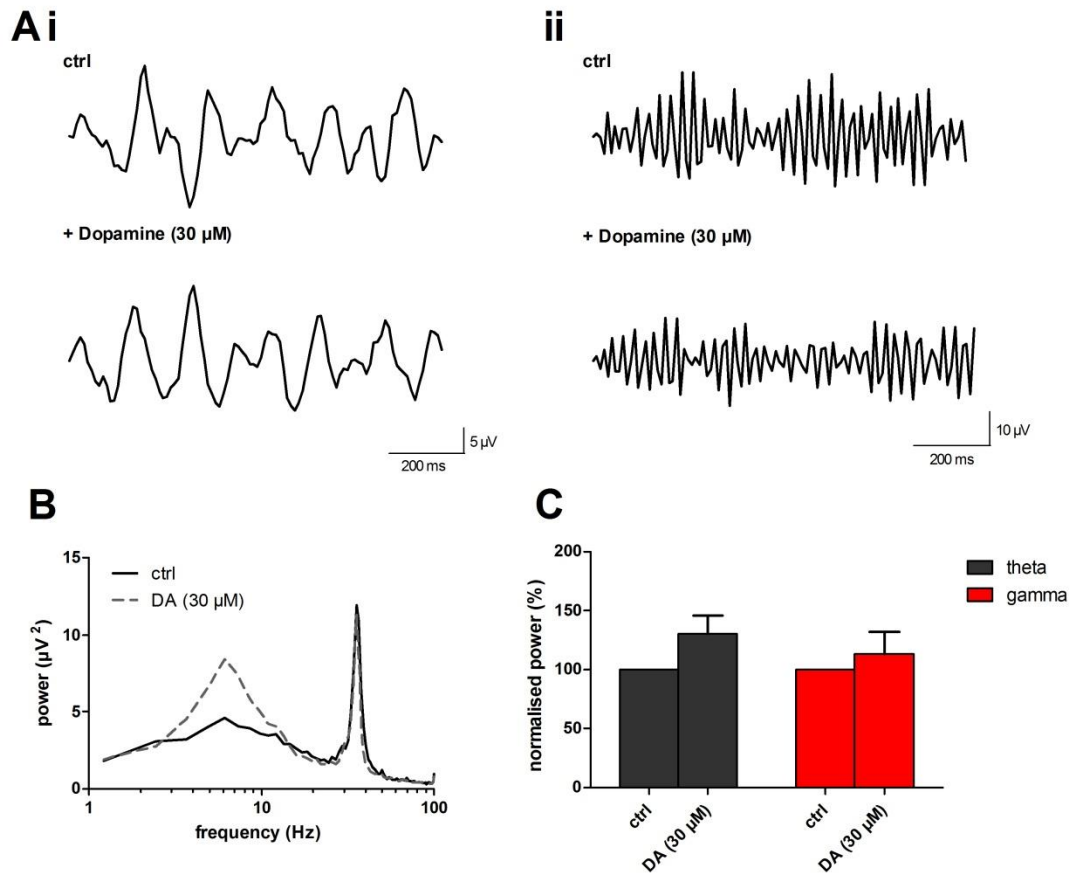 A i
ctrl
+ Dopamine (30 µM)
5 µV
200 ms
ii
ctrl
+ Dopamine (30 µM)
10 µV
200 ms
B
15
10
5
0
power (µV²)
ctrl
DA (30 µM)
1
10
100
frequency (Hz)
C
200
150
100
50
0
normalised power (%)
theta
gamma
ctrl
DA (30 µM)
ctrl
DA (30 µM)